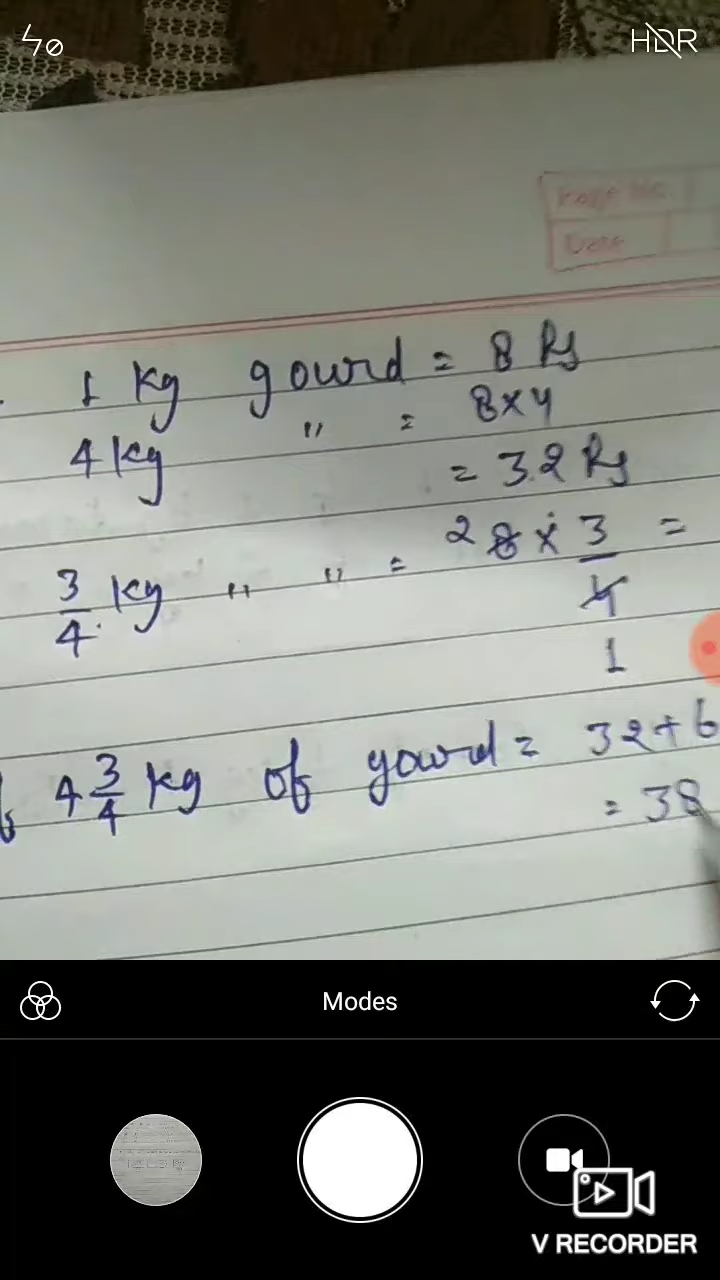 HDR
Page No.
Date
1 kg gourd = 8 Rs
4 kg " = 8×4
= 32 Rs
3/4 kg " " = 2 8 × 3/4 =
1
f 4 3/4 kg of gourd = 32+6
= 38
Modes
V RECORDER